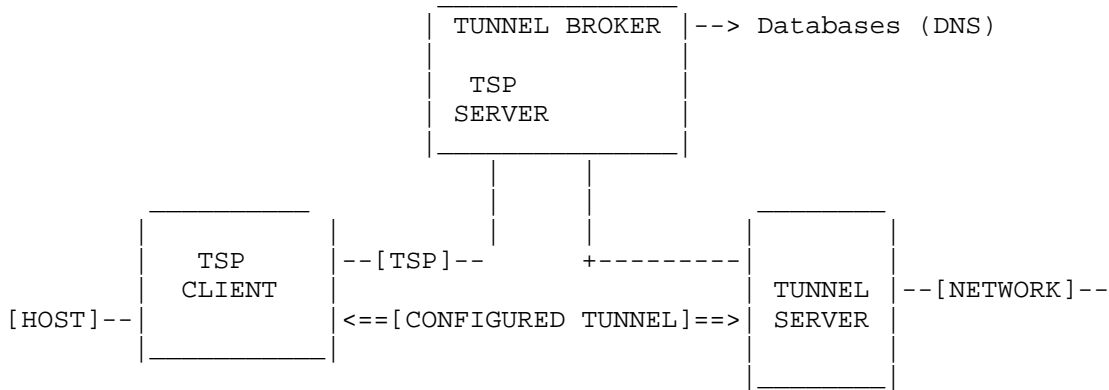 TUNNEL BROKER --> Databases (DNS)
TSP
SERVER
TSP --[TSP]-- +---------
CLIENT TUNNEL --[NETWORK]--
[HOST]-- <==[CONFIGURED TUNNEL]==> SERVER